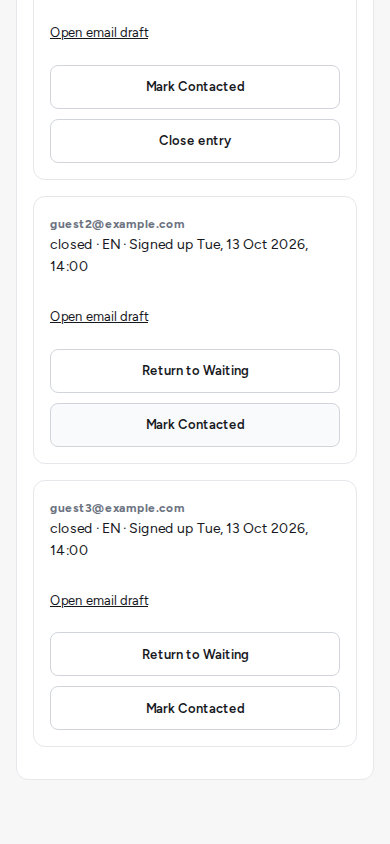 Open email draft
Mark Contacted
Close entry
guest2@example.com
closed · EN · Signed up Tue, 13 Oct 2026,
14:00
Open email draft
Return to Waiting
Mark Contacted
guest3@example.com
closed · EN · Signed up Tue, 13 Oct 2026,
14:00
Open email draft
Return to Waiting
Mark Contacted